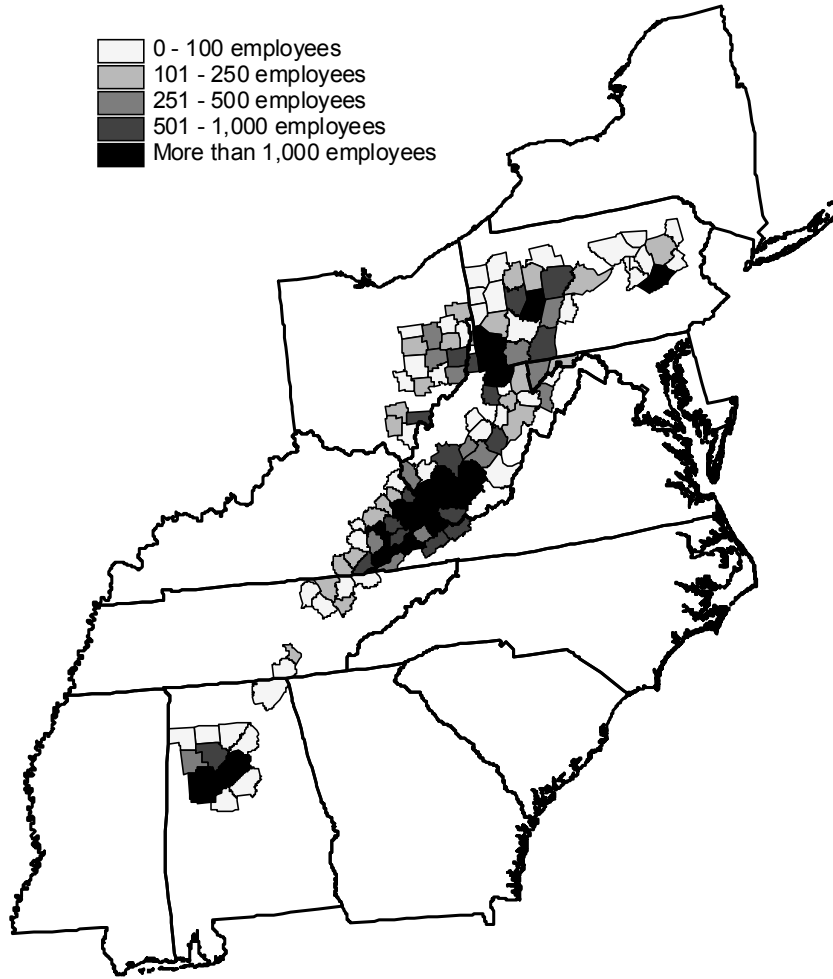 0 - 100 employees
101 - 250 employees
251 - 500 employees
501 - 1,000 employees
More than 1,000 employees